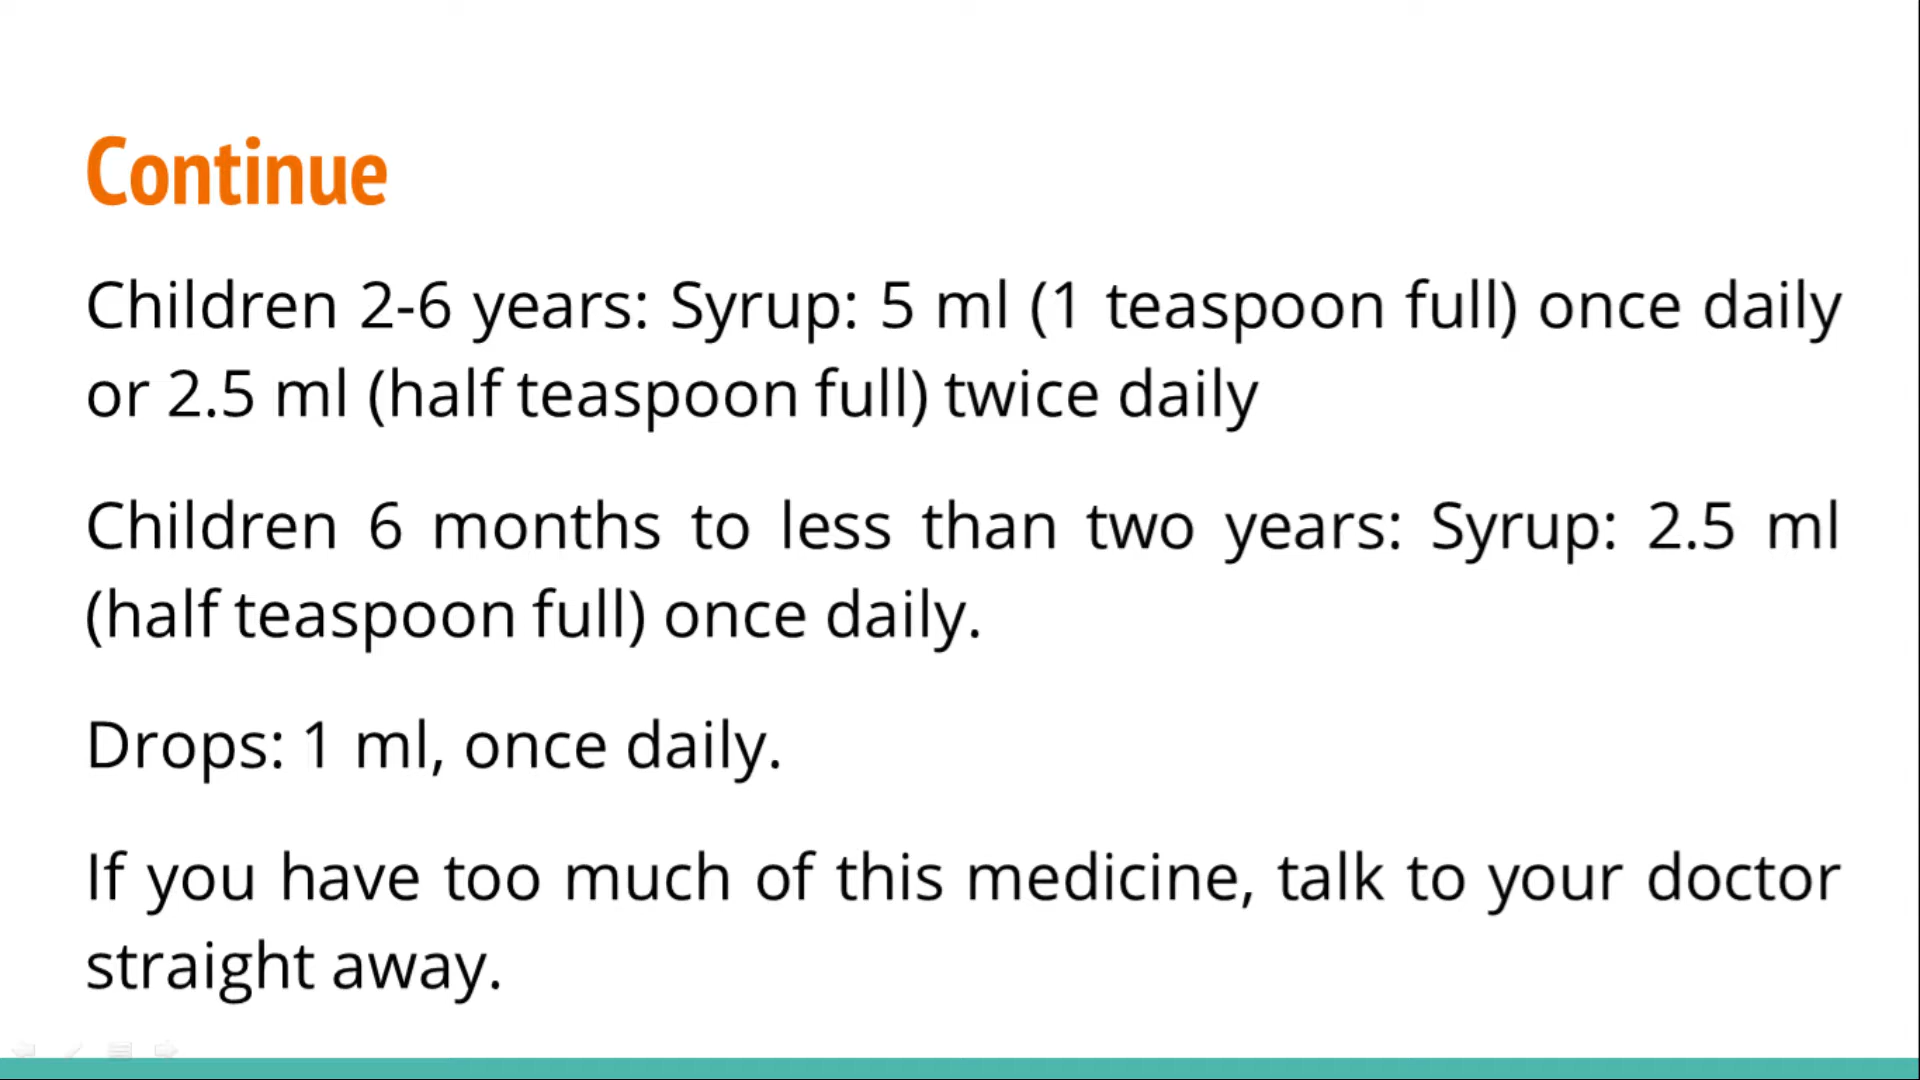 Continue
Children 2-6 years: Syrup: 5 ml (1 teaspoon full) once daily
or 2.5 ml (half teaspoon full) twice daily
Children 6 months to less than two years: Syrup: 2.5 ml
(half teaspoon full) once daily.
Drops: 1 ml, once daily.
If you have too much of this medicine, talk to your doctor
straight away.